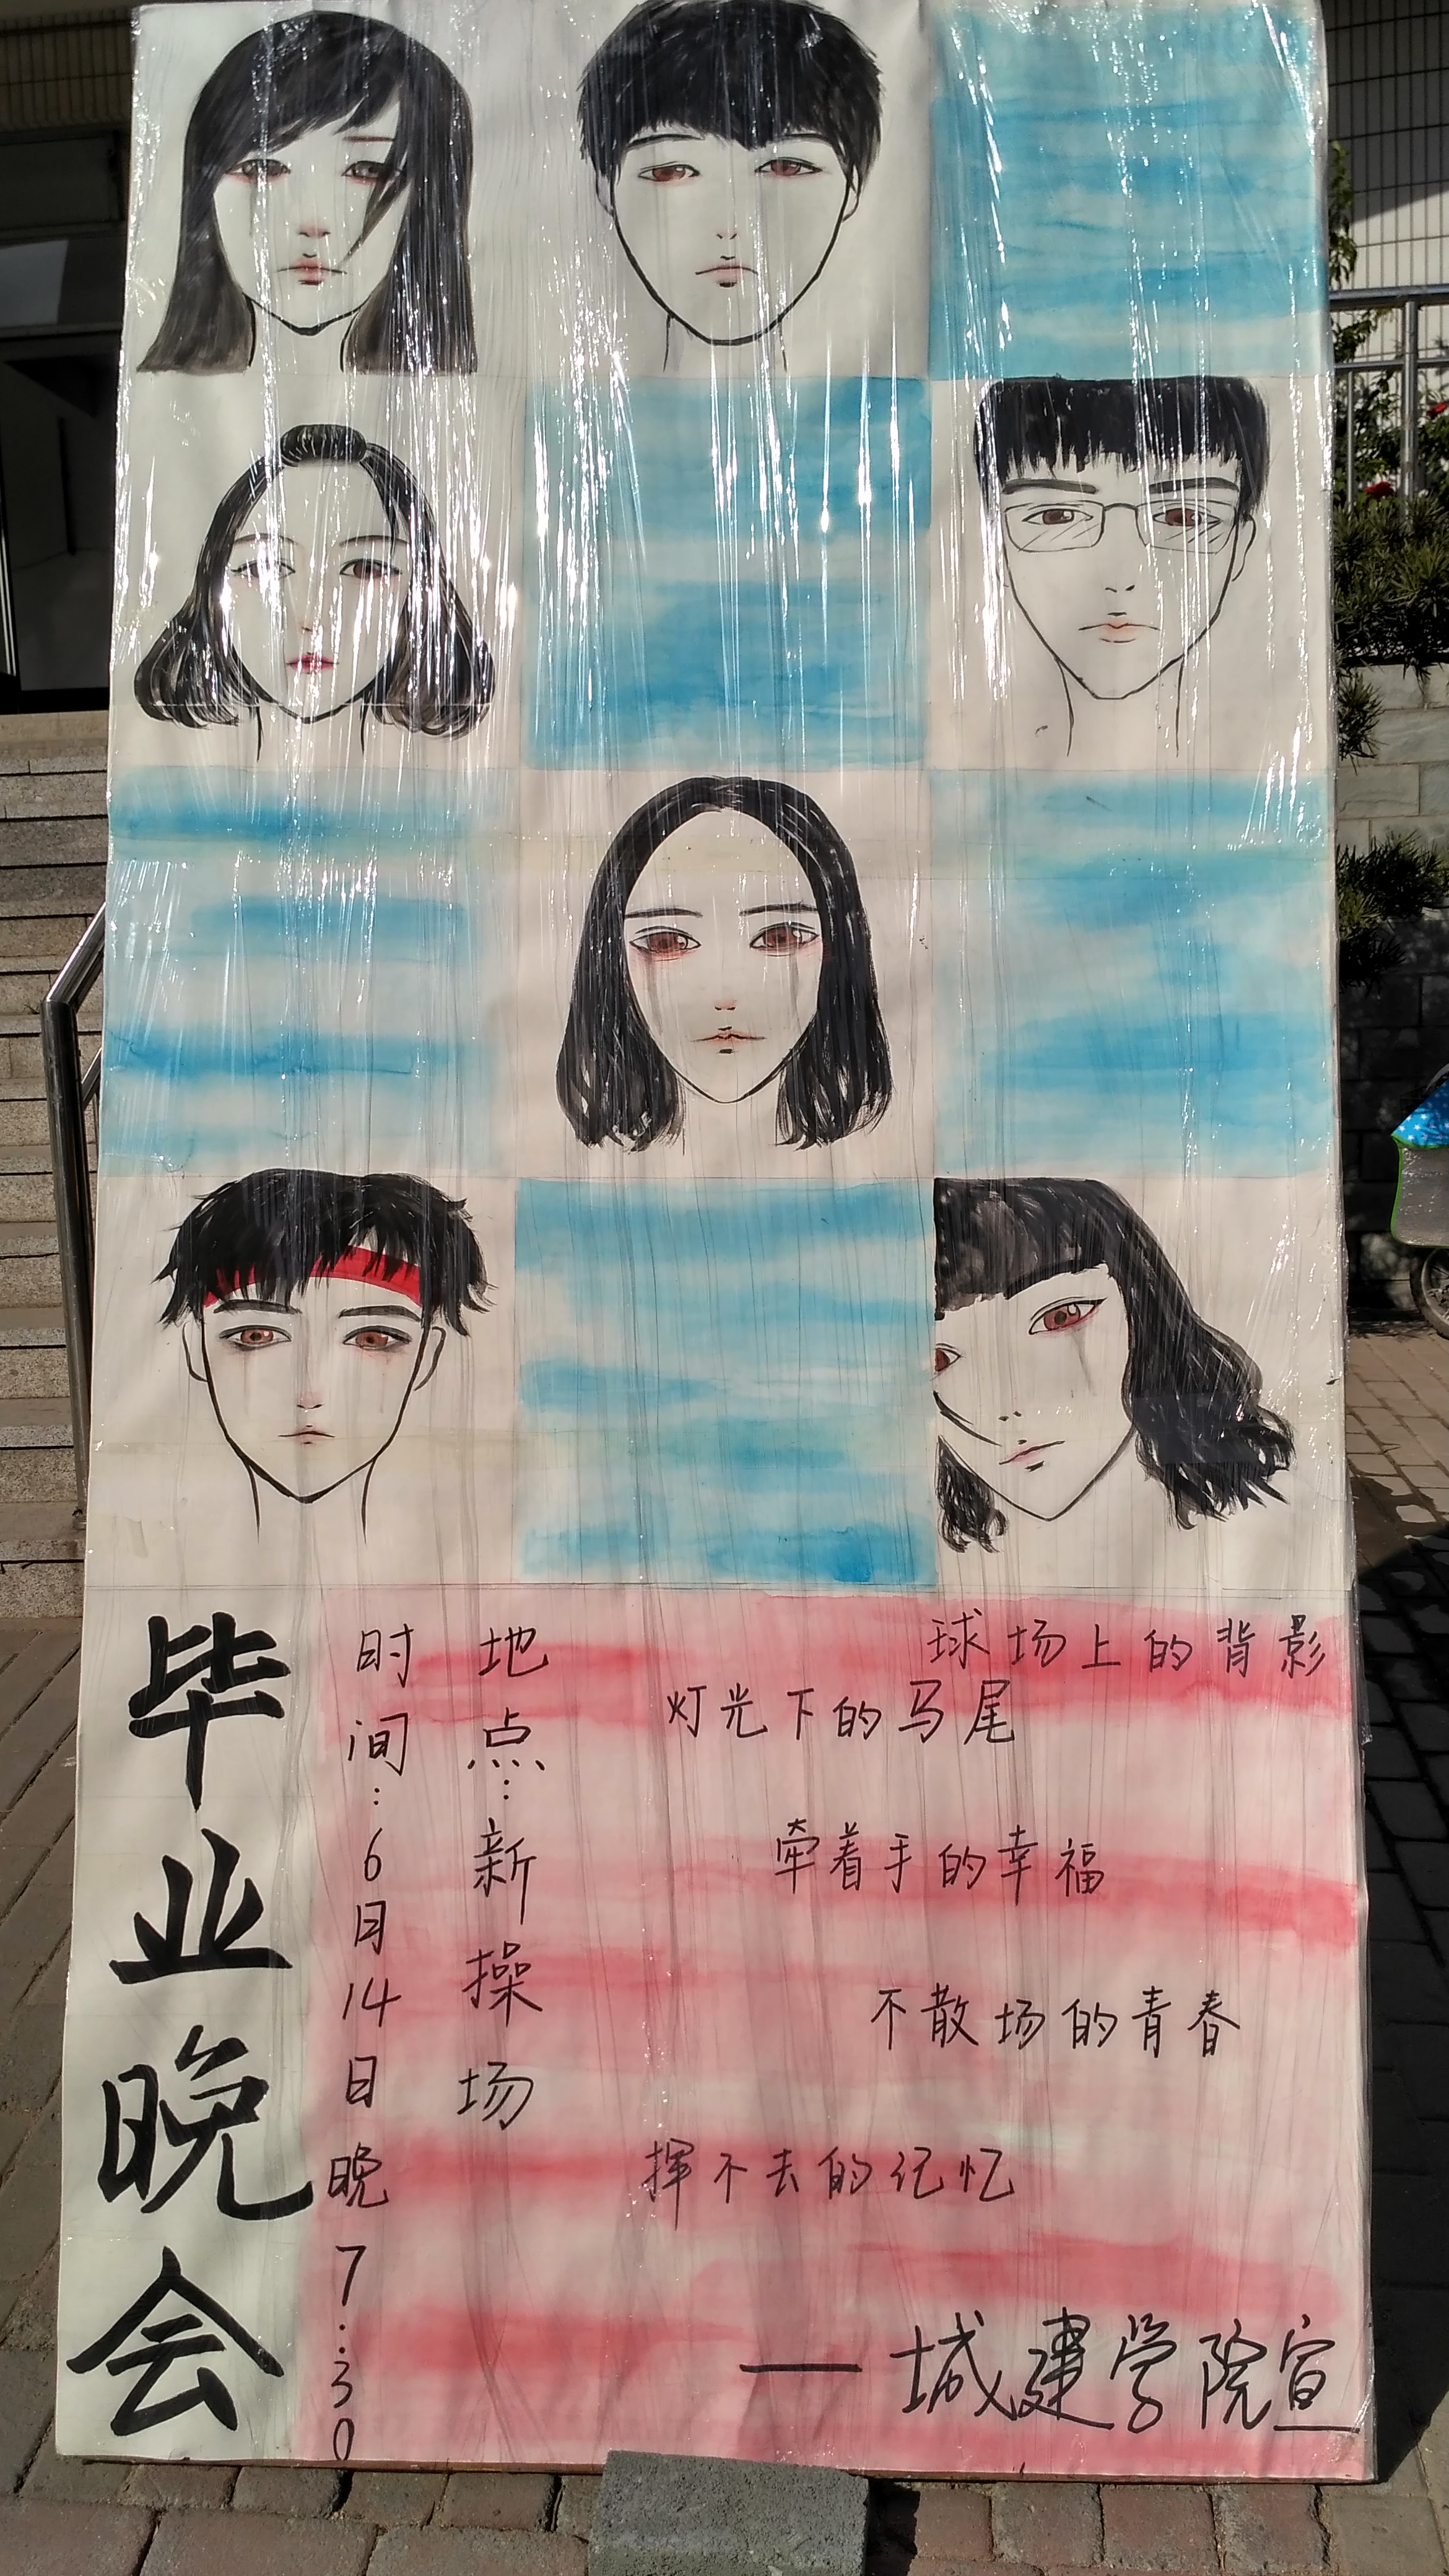 毕业晚会
时间:6月14日晚7:30
地点:新操场
球场上的背影
灯光下的马尾
牵着手的幸福
不散场的青春
挥不去的记忆
——城建学院宣